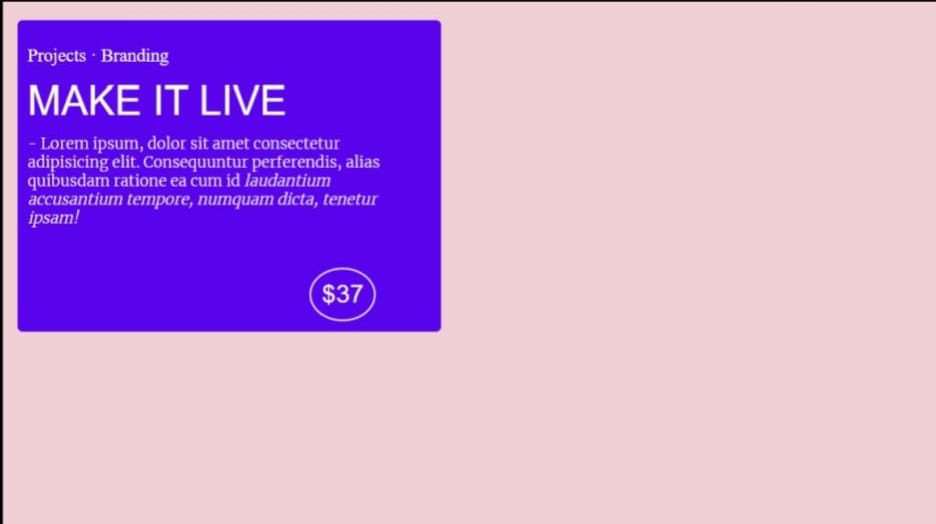 Projects · Branding
MAKE IT LIVE
- Lorem ipsum, dolor sit amet consectetur
adipisicing elit. Consequuntur perferendis, alias
quibusdam ratione ea cum id laudantium
accusantium tempore, numquam dicta, tenetur
ipsam!
$37